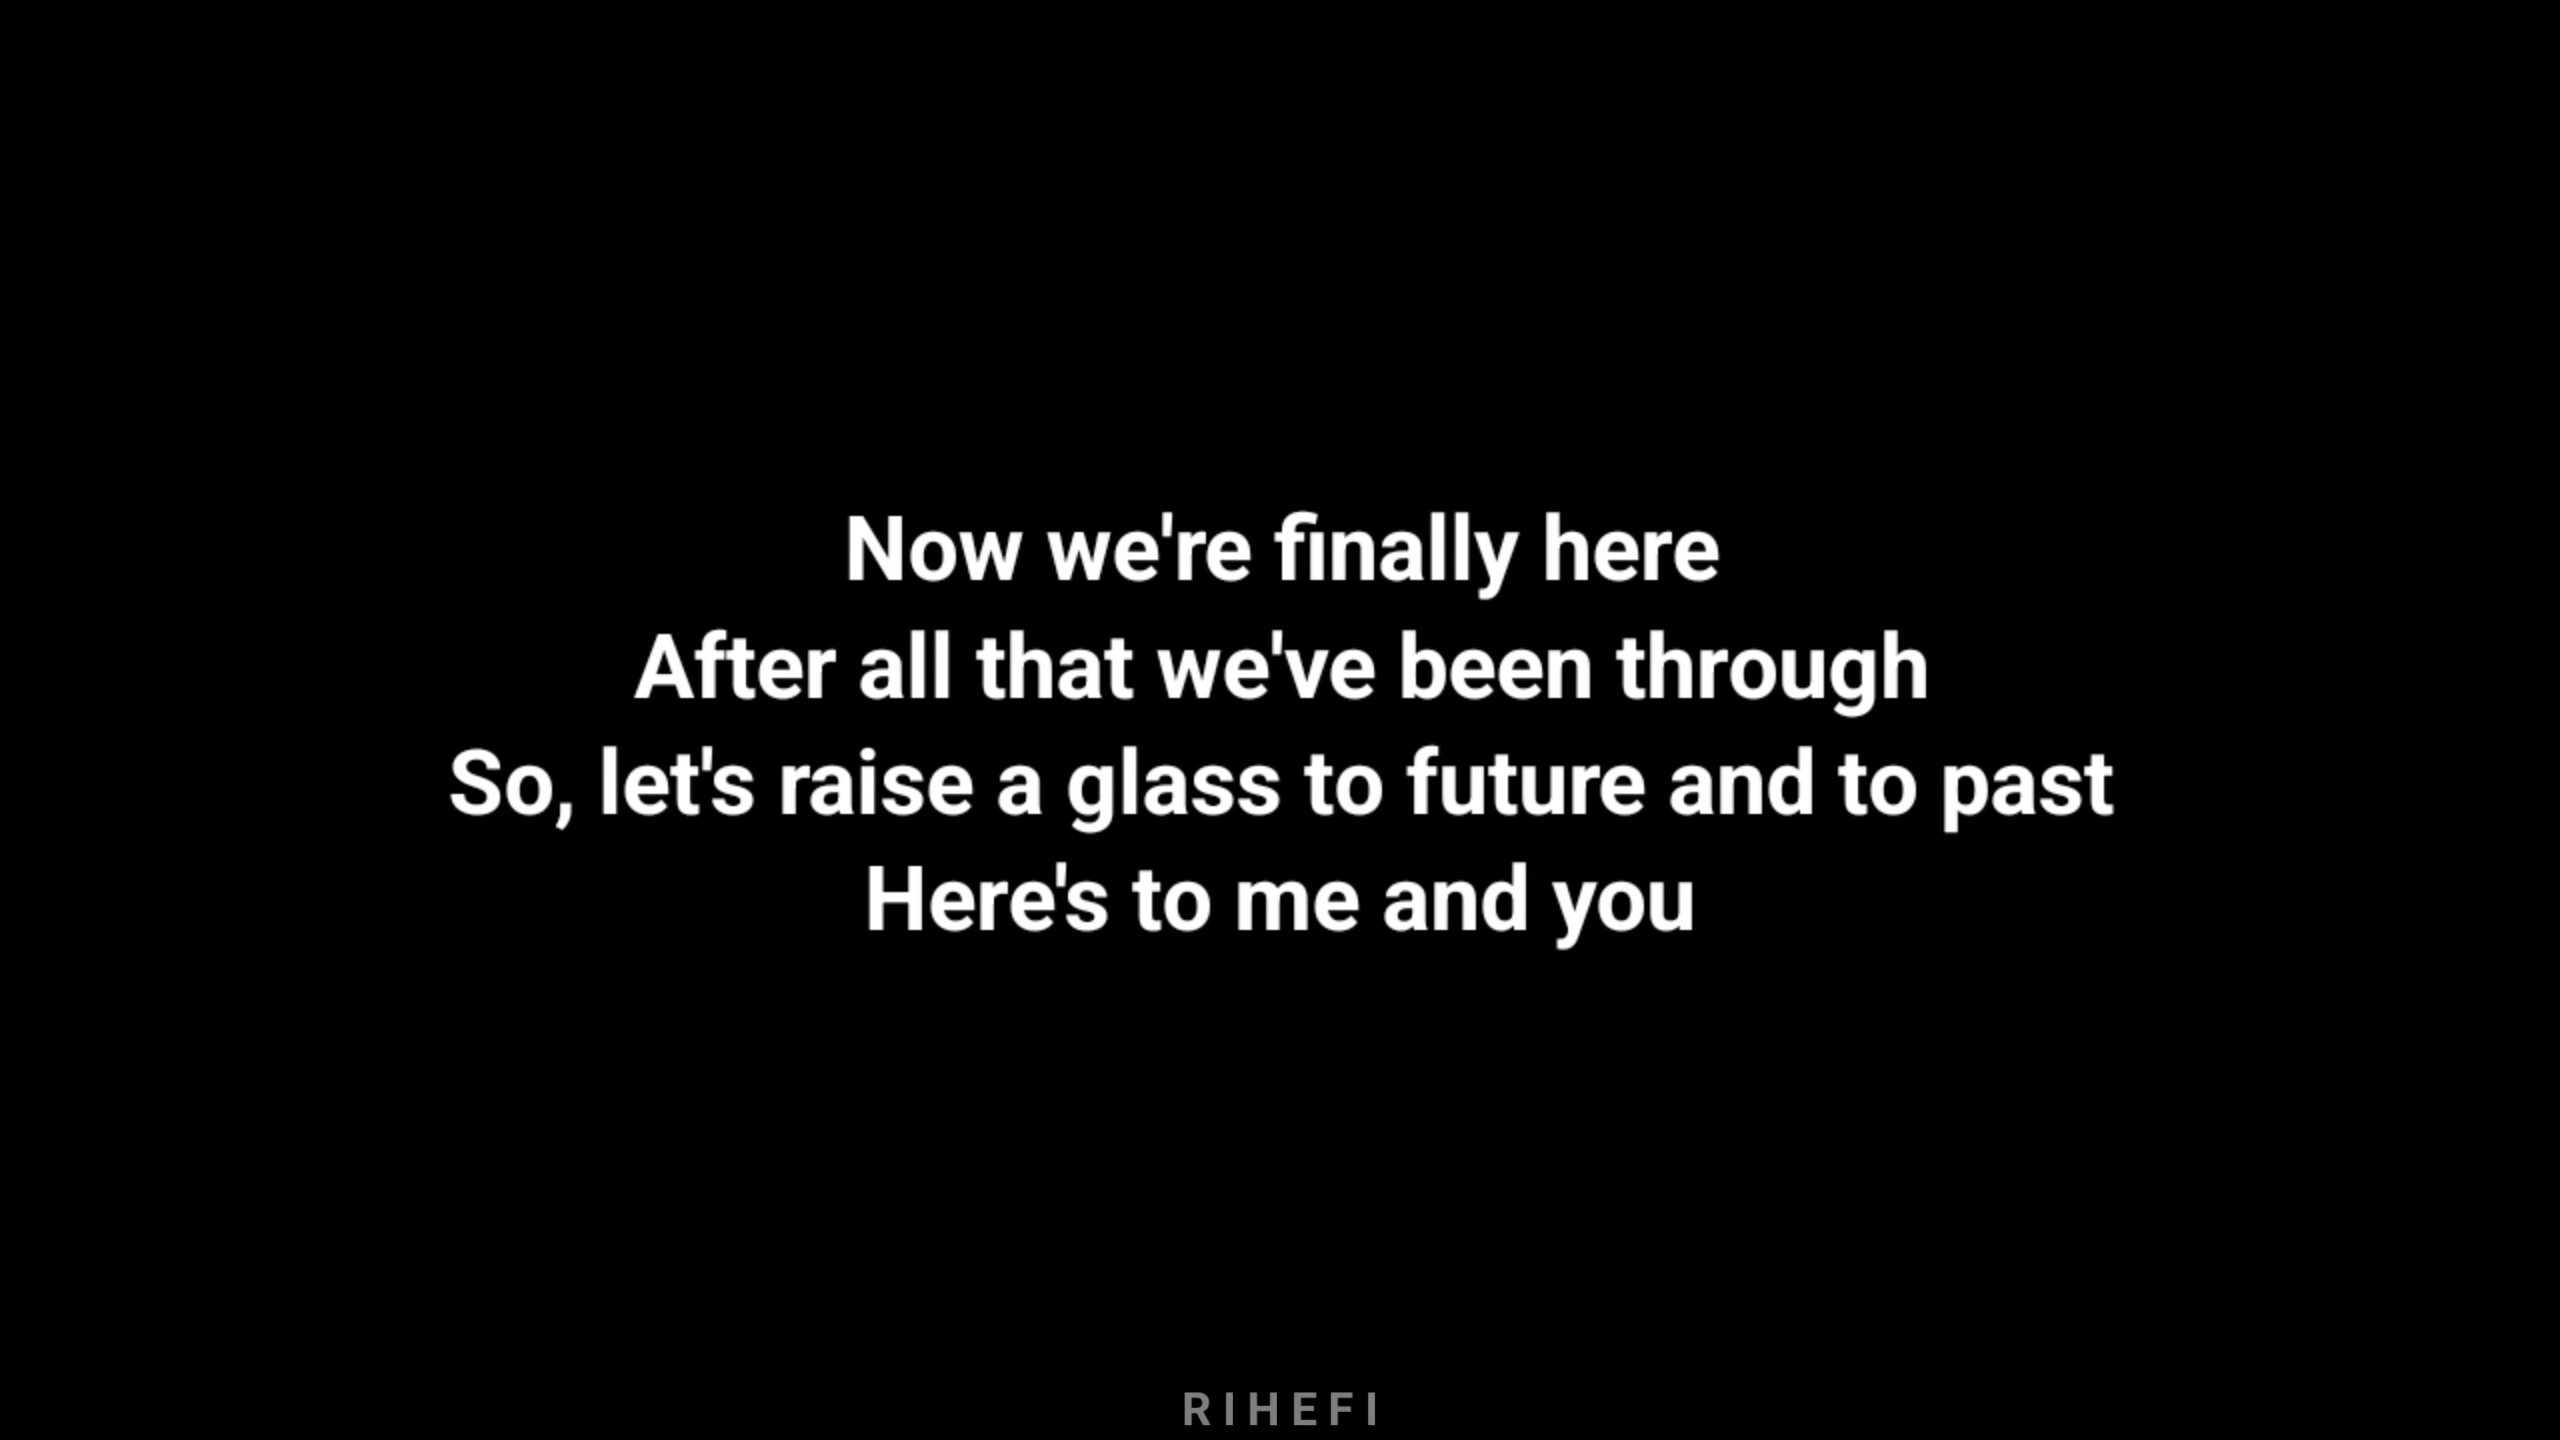 Now we're finally here
After all that we've been through
So, let's raise a glass to future and to past
Here's to me and you
RIHEFI